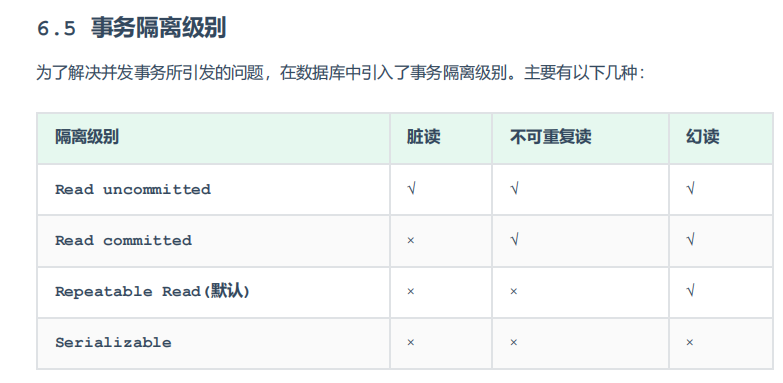 6.5 事务隔离级别
为了解决并发事务所引发的问题，在数据库中引入了事务隔离级别。主要有以下几种：
隔离级别 脏读 不可重复读 幻读
Read uncommitted √ √ √
Read committed × √ √
Repeatable Read(默认) × × √
Serializable × × ×